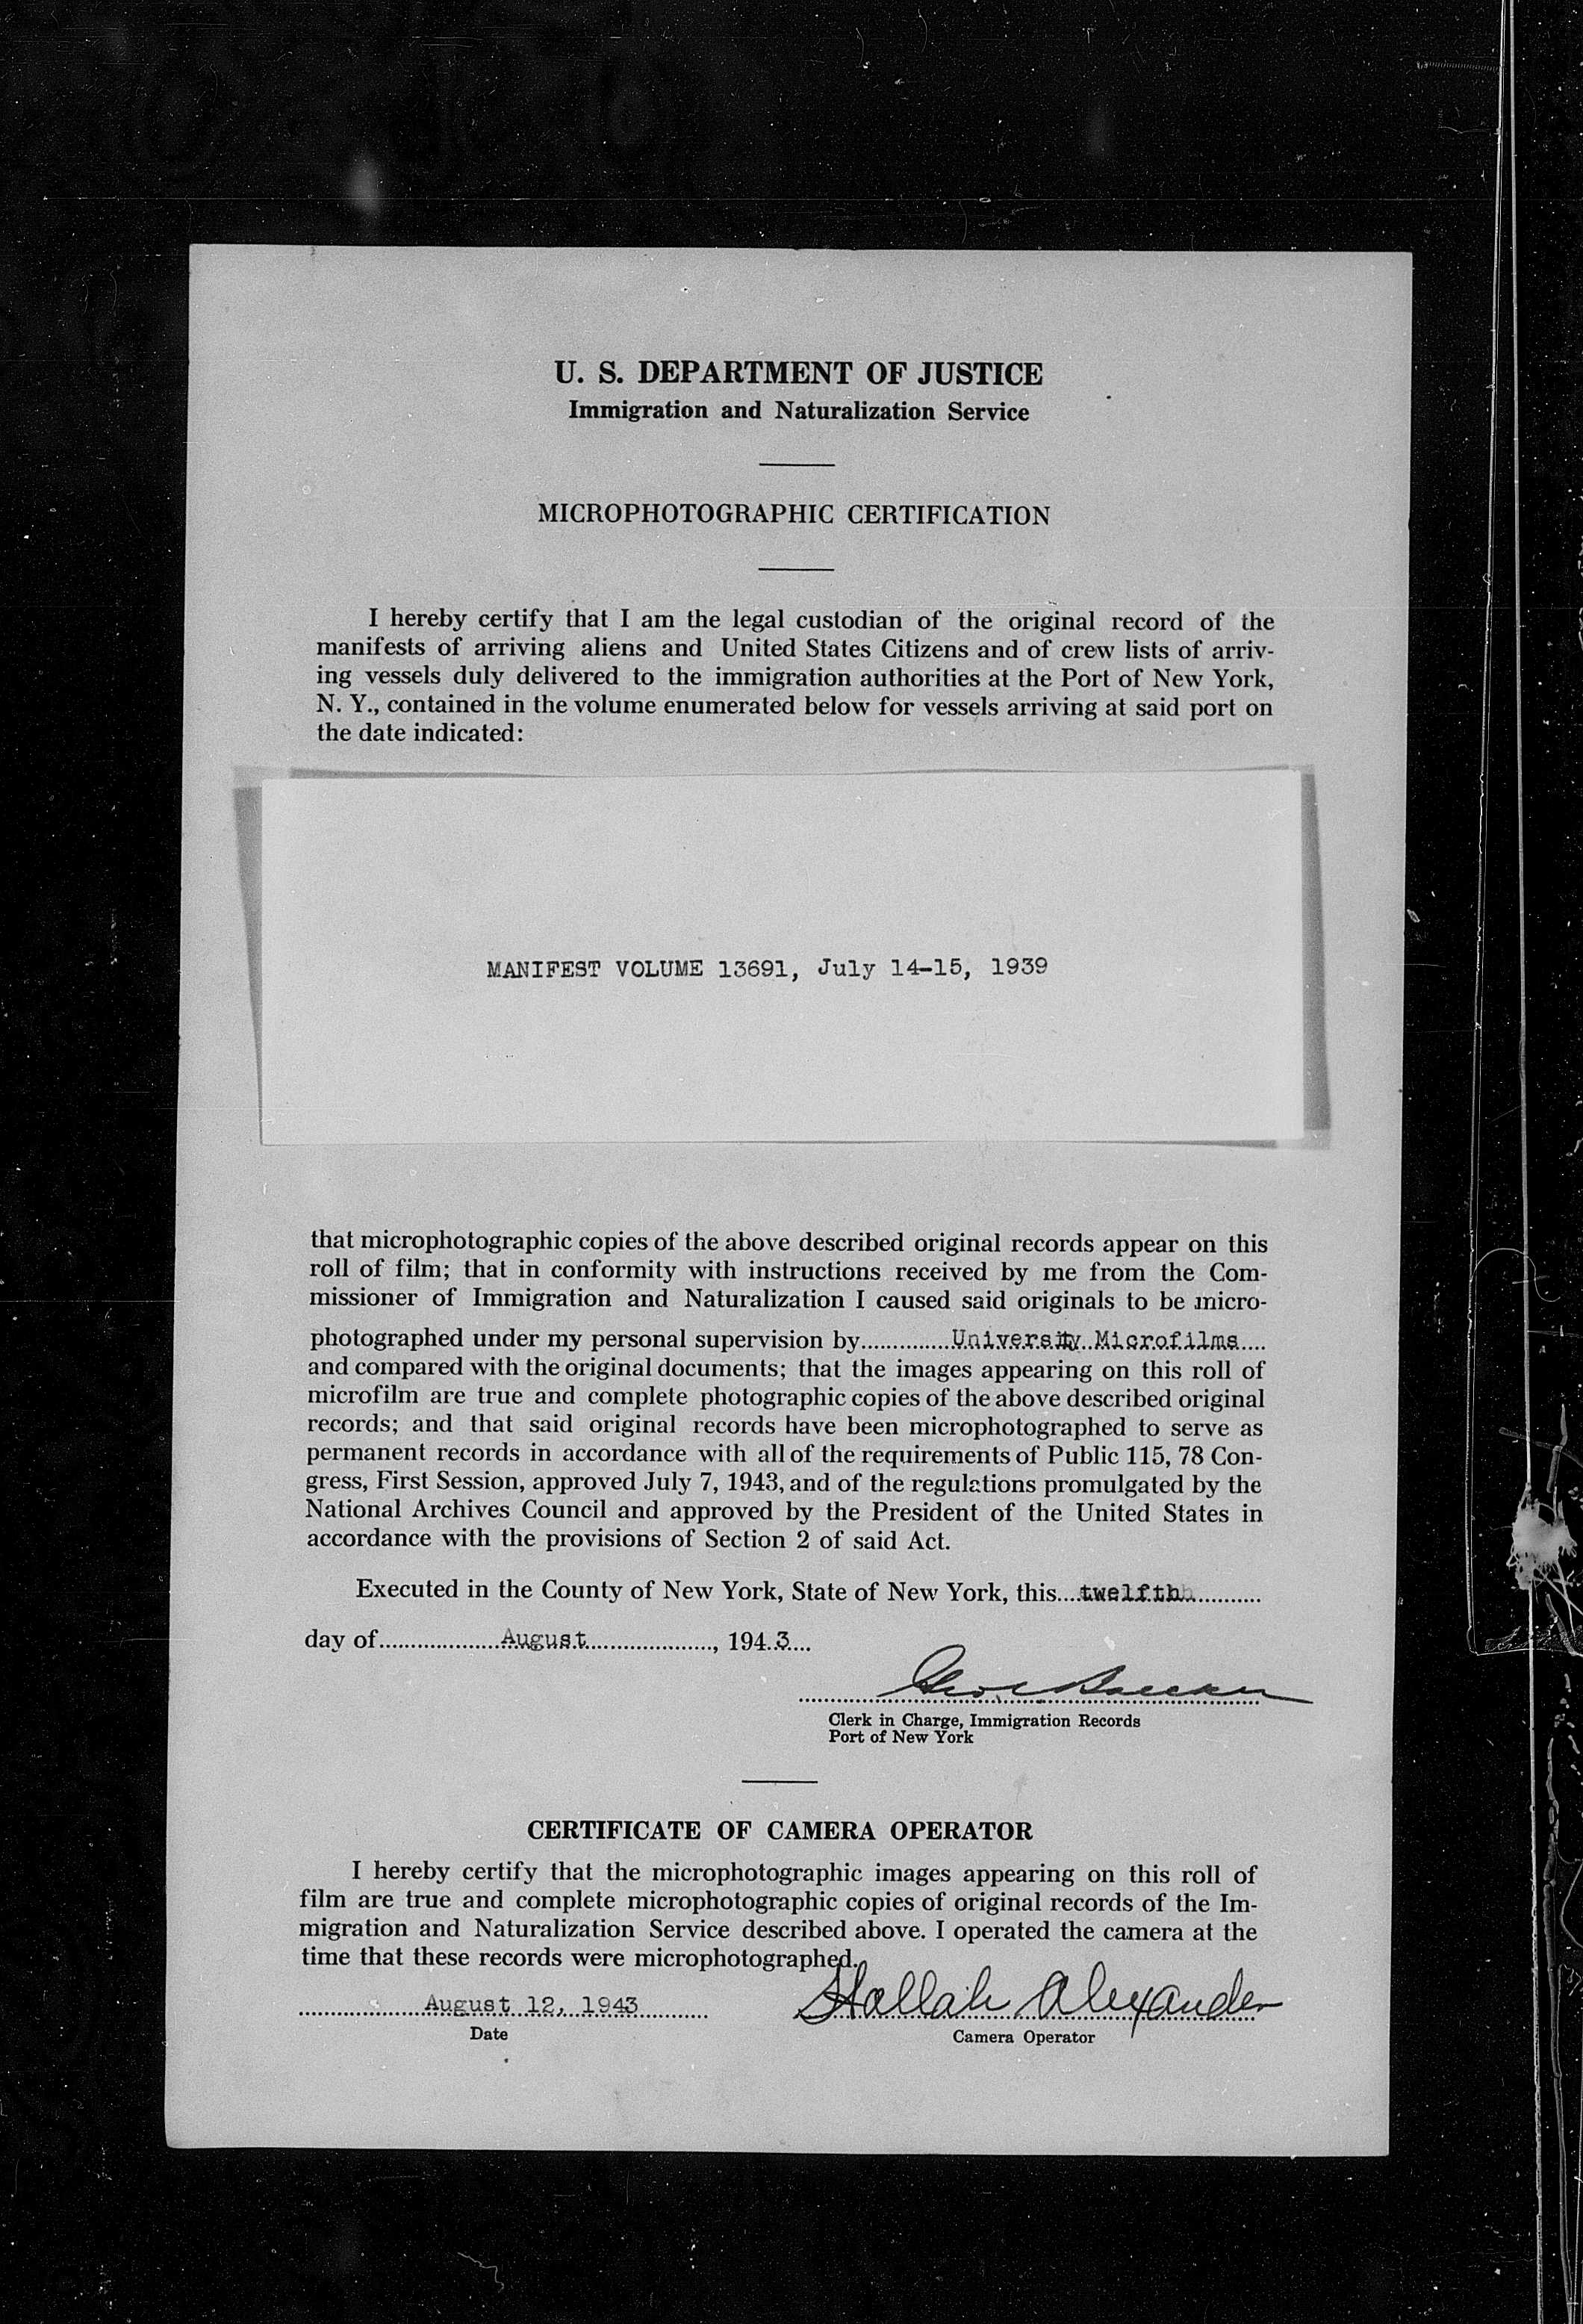 U. S. DEPARTMENT OF JUSTICE
Immigration and Naturalization Service
MICROPHOTOGRAPHIC CERTIFICATION
I hereby certify that I am the legal custodian of the original record of the
manifests of arriving aliens and United States Citizens and of crew lists of arriv-
ing vessels duly delivered to the immigration authorities at the Port of New York,
N. Y., contained in the volume enumerated below for vessels arriving at said port on
the date indicated:
MANIFEST VOLUME 13691, July 14-15, 1939
that microphotographic copies of the above described original records appear on this
roll of film; that in conformity with instructions received by me from the Com-
missioner of Immigration and Naturalization I caused said originals to be micro-
photographed under my personal supervision by University Microfilms
and compared with the original documents; that the images appearing on this roll of
microfilm are true and complete photographic copies of the above described original
records; and that said original records have been microphotographed to serve as
permanent records in accordance with all of the requirements of Public 115, 78 Con-
gress, First Session, approved July 7, 1943, and of the regulations promulgated by the
National Archives Council and approved by the President of the United States in
accordance with the provisions of Section 2 of said Act.
Executed in the County of New York, State of New York, this twelfth
day of August, 1943
Clerk in Charge, Immigration Records
Port of New York
CERTIFICATE OF CAMERA OPERATOR
I hereby certify that the microphotographic images appearing on this roll of
film are true and complete microphotographic copies of original records of the Im-
migration and Naturalization Service described above. I operated the camera at the
time that these records were microphotographed.
August 12, 1943 Alexander
Date
Camera Operator